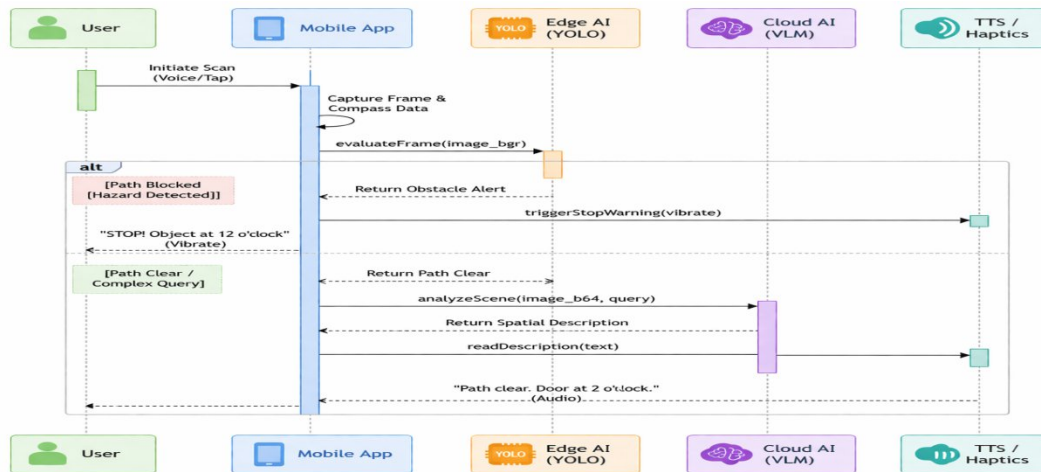 User
Mobile App
Edge AI
(YOLO)
Cloud AI
(VLM)
TTS /
Haptics
YOLO
Initiate Scan
(Voice/Tap)
Capture Frame &
Compass Data
evaluateFrame(image_bgr)
alt
[Path Blocked
[Hazard Detected]]
Return Obstacle Alert
triggerStopWarning(vibrate)
"STOP! Object at 12 o'clock"
(Vibrate)
[Path Clear /
Complex Query]
Return Path Clear
analyzeScene(image_b64, query)
Return Spatial Description
readDescription(text)
"Path clear. Door at 2 o'clock."
(Audio)
User
Mobile App
YOLO
Edge AI
(YOLO)
Cloud AI
(VLM)
TTS /
Haptics